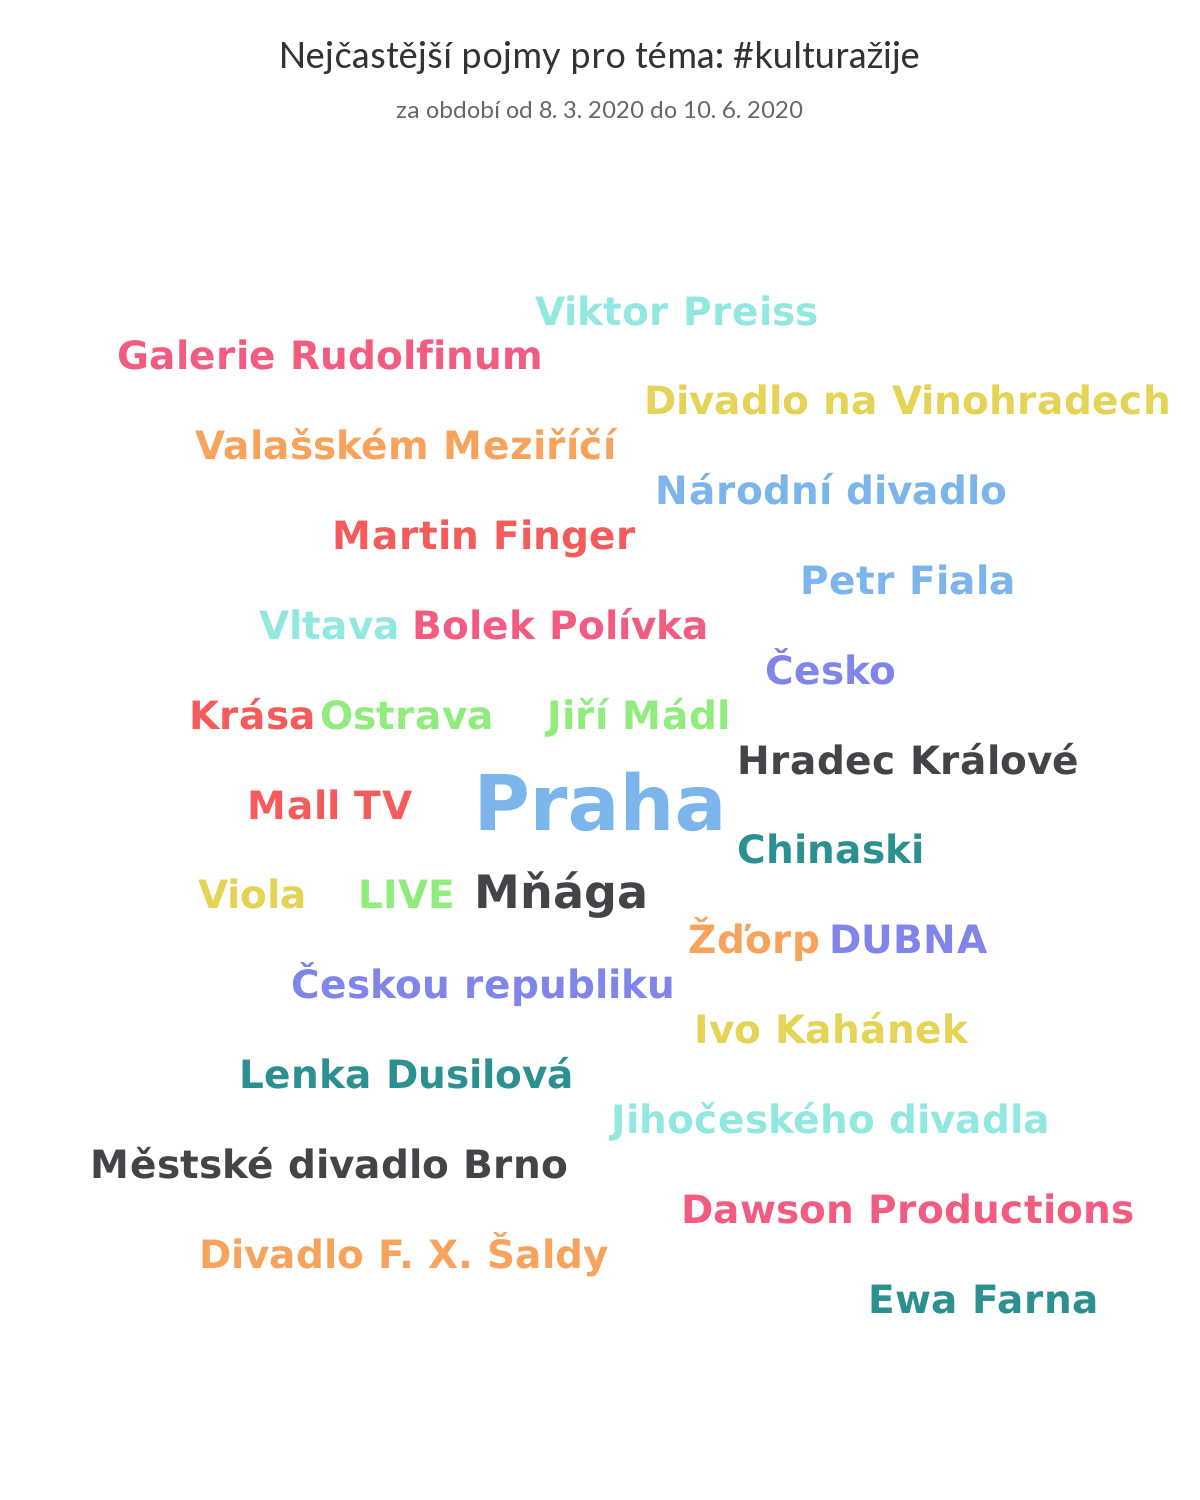 Nejčastější pojmy pro téma: #kulturažije
za období od 8. 3. 2020 do 10. 6. 2020
Viktor Preiss
Galerie Rudolfinum
Divadlo na Vinohradech
Valašském Meziříčí
Národní divadlo
Martin Finger
Petr Fiala
Vltava Bolek Polívka
Česko
Krása Ostrava Jiří Mádl
Hradec Králové
Mall TV Praha
Chinaski
Viola LIVE Mňága
Žďorp DUBNA
Českou republiku
Ivo Kahánek
Lenka Dusilová
Jihočeského divadla
Městské divadlo Brno
Dawson Productions
Divadlo F. X. Šaldy
Ewa Farna